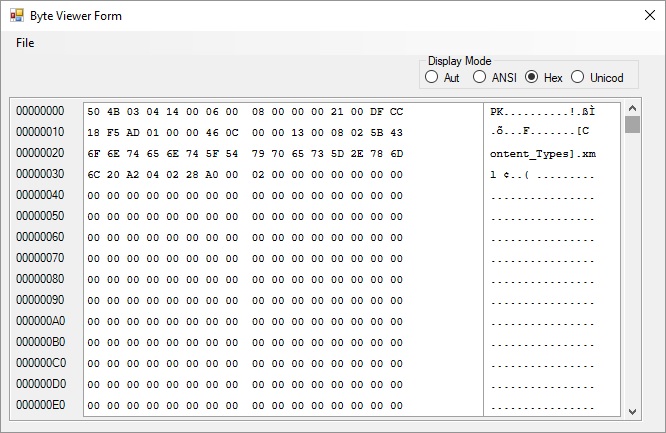 Byte Viewer Form
File
Display Mode
Aut ANSI Hex Unicod
00000000 50 4B 03 04 14 00 06 00 08 00 00 00 21 00 DF CC PK..........!.ßÌ
00000010 18 F5 AD 01 00 00 46 0C 00 00 13 00 08 02 5B 43 .õ...F.......[C
00000020 6F 6E 74 65 6E 74 5F 54 79 70 65 73 5D 2E 78 6D ontent_Types].xm
00000030 6C 20 A2 04 02 28 A0 00 02 00 00 00 00 00 00 00 l ¢..( .........
00000040 00 00 00 00 00 00 00 00 00 00 00 00 00 00 00 00 ................
00000050 00 00 00 00 00 00 00 00 00 00 00 00 00 00 00 00 ................
00000060 00 00 00 00 00 00 00 00 00 00 00 00 00 00 00 00 ................
00000070 00 00 00 00 00 00 00 00 00 00 00 00 00 00 00 00 ................
00000080 00 00 00 00 00 00 00 00 00 00 00 00 00 00 00 00 ................
00000090 00 00 00 00 00 00 00 00 00 00 00 00 00 00 00 00 ................
000000A0 00 00 00 00 00 00 00 00 00 00 00 00 00 00 00 00 ................
000000B0 00 00 00 00 00 00 00 00 00 00 00 00 00 00 00 00 ................
000000C0 00 00 00 00 00 00 00 00 00 00 00 00 00 00 00 00 ................
000000D0 00 00 00 00 00 00 00 00 00 00 00 00 00 00 00 00 ................
000000E0 00 00 00 00 00 00 00 00 00 00 00 00 00 00 00 00 ................